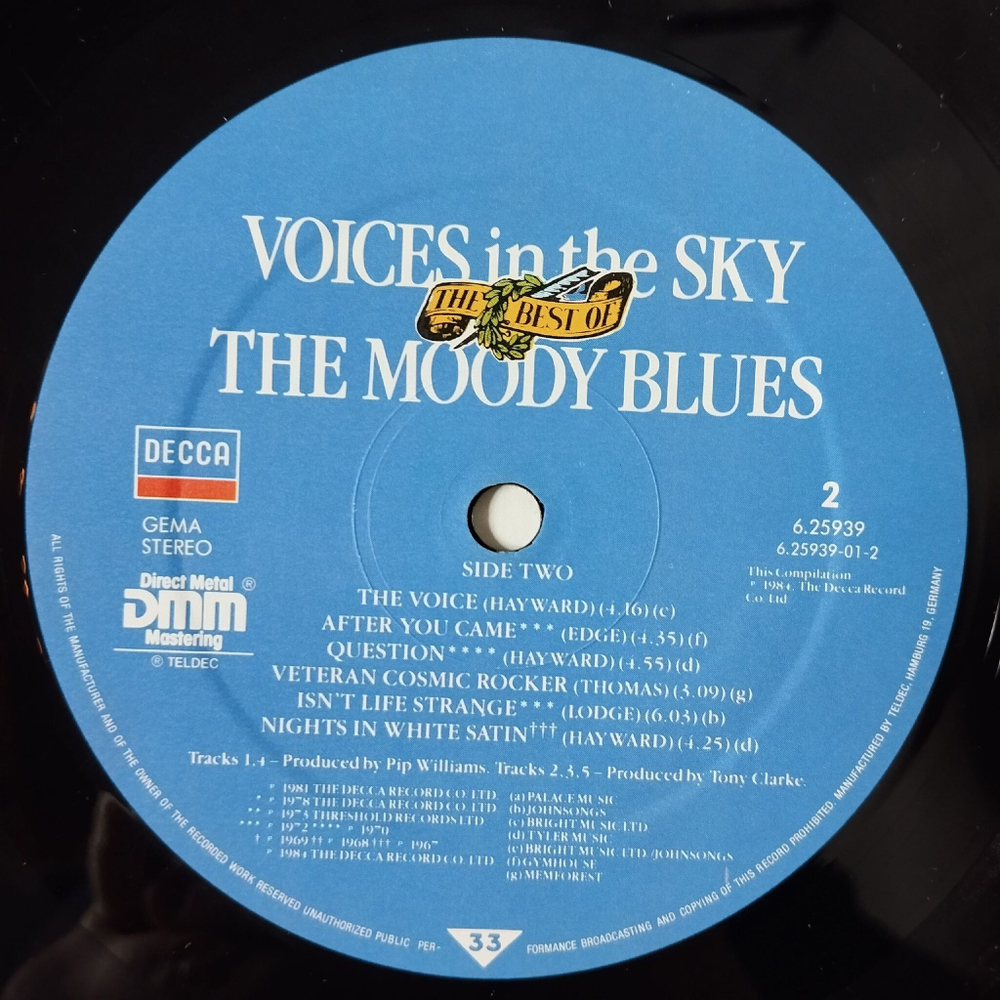 VOICES in the SKY
THE BEST OF
THE MOODY BLUES
DECCA
GEMA
STEREO
Direct Metal ®
DMM
Mastering
® TELDEC
2
6.25939
6.25939-01-2
This Compilation
℗ 1984. The Decca Record
Co. Ltd.
SIDE TWO
THE VOICE (HAYWARD) (4.16) (c)
AFTER YOU CAME*** (EDGE) (4.35) (f)
QUESTION**** (HAYWARD) (4.55) (d)
VETERAN COSMIC ROCKER (THOMAS) (3.09) (g)
ISN'T LIFE STRANGE*** (LODGE) (6.03) (b)
NIGHTS IN WHITE SATIN††† (HAYWARD) (4.25) (d)
Tracks 1.4 – Produced by Pip Williams. Tracks 2.3.5 – Produced by Tony Clarke.
℗ 1981 THE DECCA RECORD CO. LTD.
* ℗ 1978 THE DECCA RECORD CO. LTD.
** ℗ 1973 THRESHOLD RECORDS LTD.
*** ℗ 1972 **** ℗ 1970
† ℗ 1969 †† ℗ 1968 ††† ℗ 1967
℗ 1984 THE DECCA RECORD CO. LTD.
(a) PALACE MUSIC
(b) JOHNSONGS
(c) BRIGHT MUSIC LTD
(d) TYLER MUSIC
(e) BRIGHT MUSIC LTD./JOHNSONGS
(f) GYMHOUSE
(g) MEMFOREST
ALL RIGHTS OF THE MANUFACTURER AND OF THE OWNER OF THE RECORDED WORK RESERVED UNAUTHORIZED PUBLIC PER-
33
FORMANCE BROADCASTING AND COPYING OF THIS RECORD PROHIBITED. MANUFACTURED BY TELDEC, HAMBURG 19, GERMANY